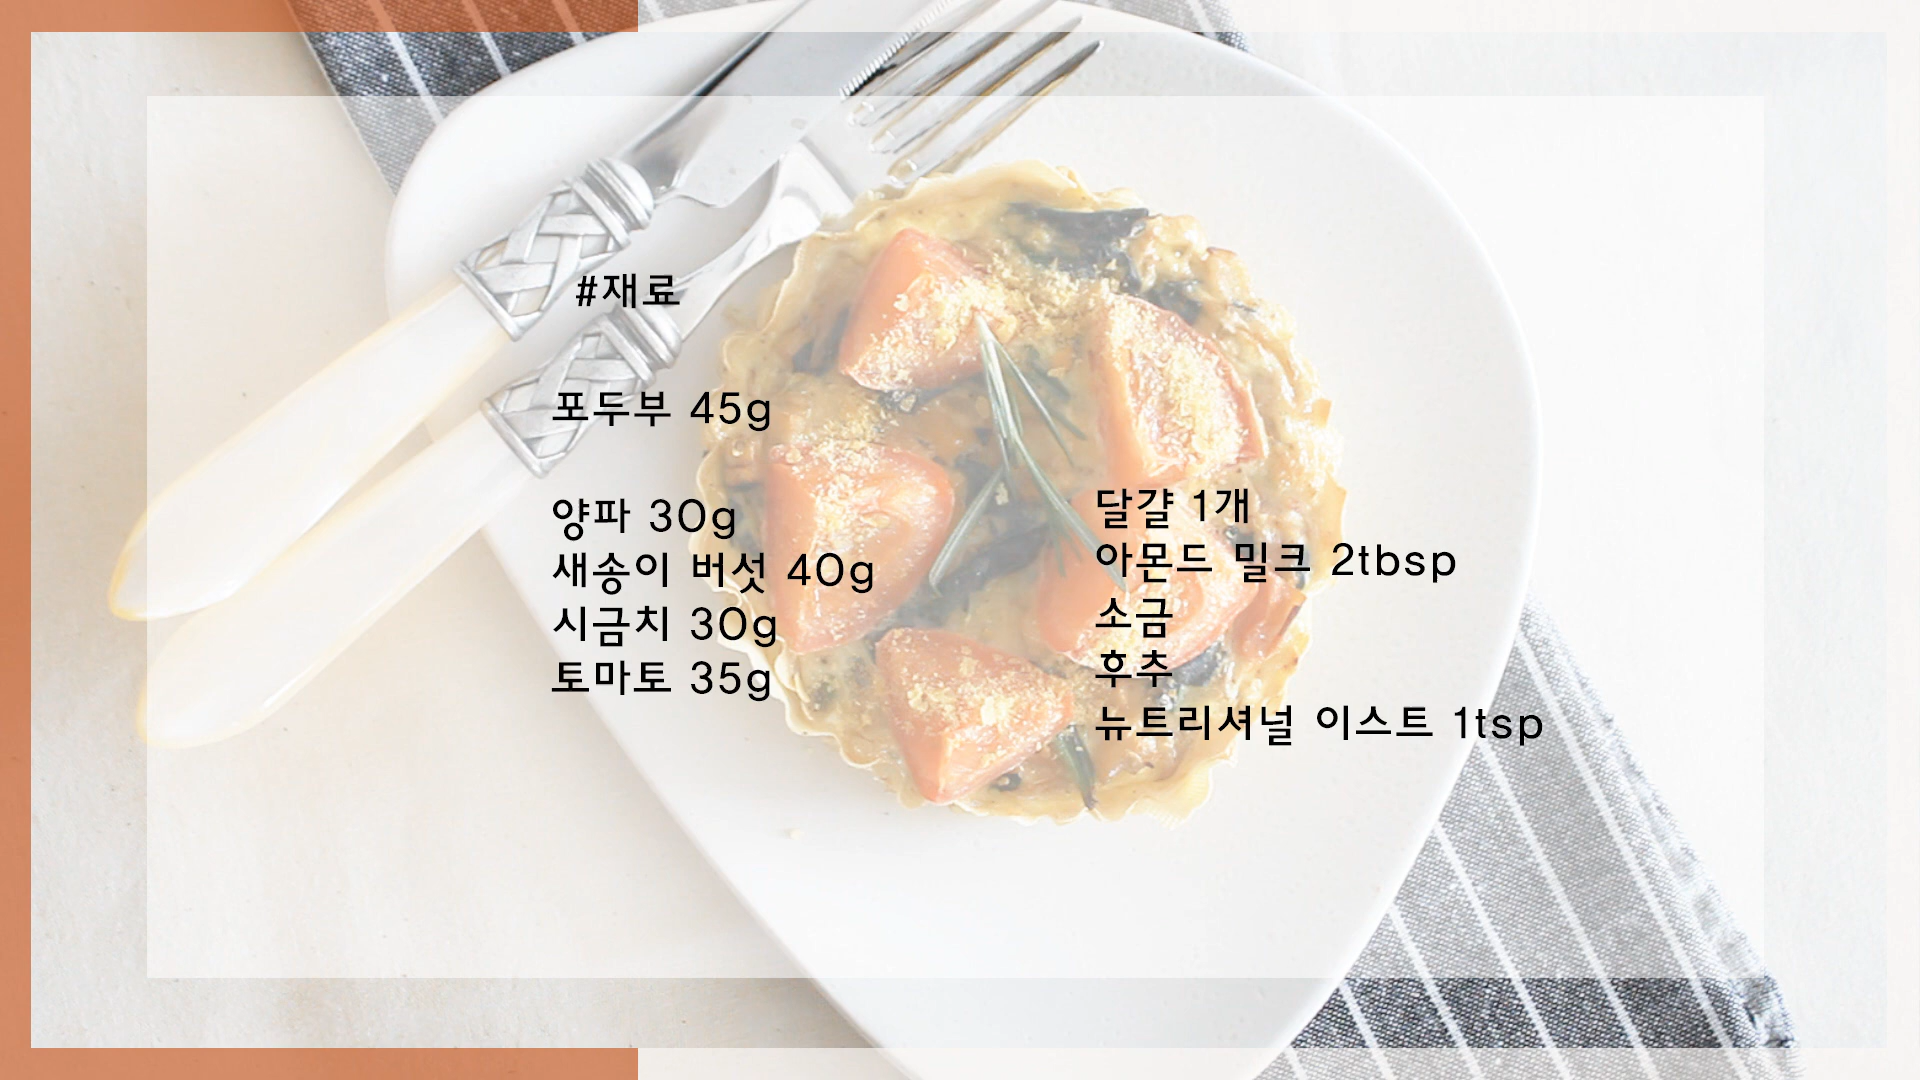 #재료
포두부 45g
양파 30g
새송이 버섯 40g
시금치 30g
토마토 35g
달걀 1개
아몬드 밀크 2tbsp
소금
후추
뉴트리셔널 이스트 1tsp